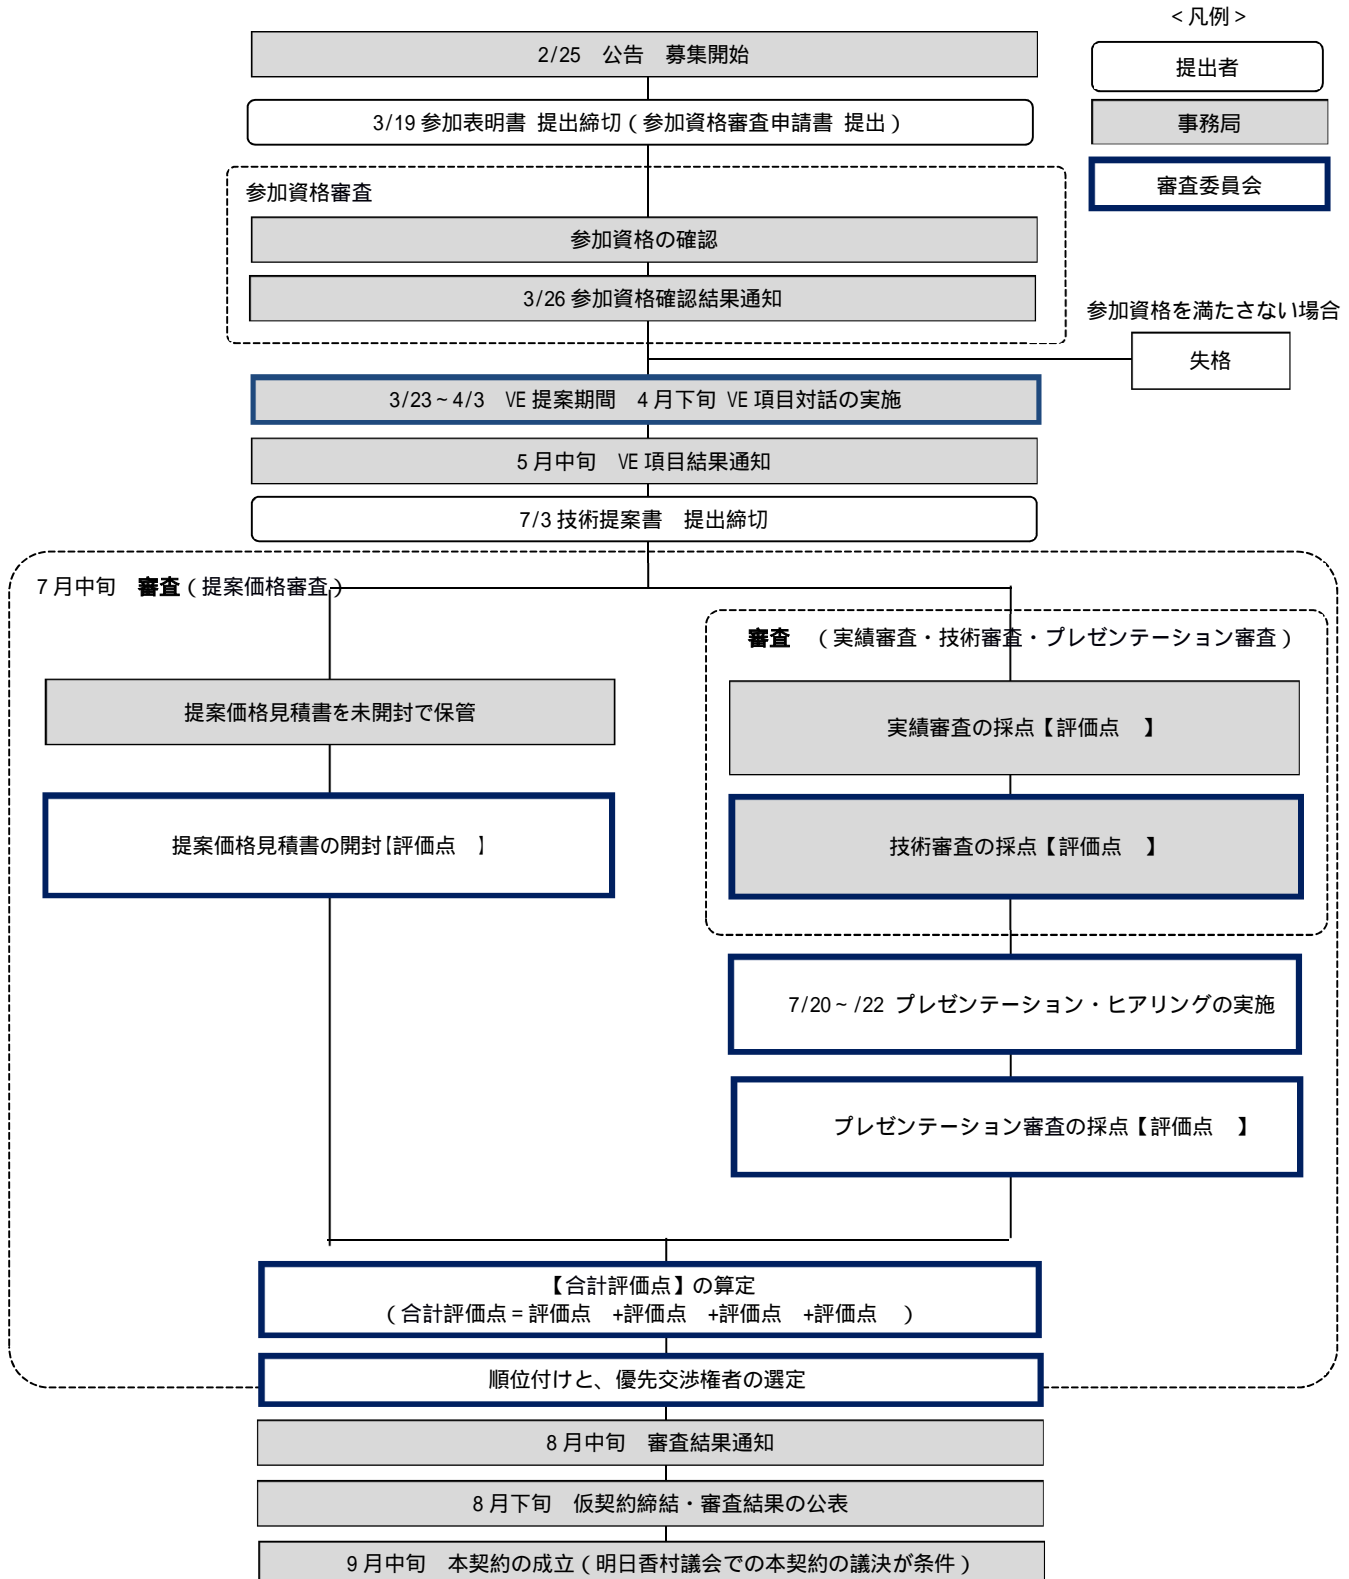 ＜凡例＞
2/25　公告　募集開始
提出者
3/19 参加表明書 提出締切（参加資格審査申請書 提出）
事務局
審査委員会
参加資格審査
参加資格の確認
3/26 参加資格確認結果通知
参加資格を満たさない場合
失格
3/23～4/3　VE 提案期間　4 月下旬 VE 項目対話の実施
5 月中旬　VE 項目結果通知
7/3 技術提案書　提出締切
7 月中旬　審査（提案価格審査）
審査　（実績審査・技術審査・プレゼンテーション審査）
提案価格見積書を未開封で保管
実績審査の採点【評価点　】
提案価格見積書の開封【評価点　】
技術審査の採点【評価点　】
7/20～/22 プレゼンテーション・ヒアリングの実施
プレゼンテーション審査の採点【評価点　】
【合計評価点】の算定
（合計評価点＝評価点　+評価点　+評価点　+評価点　）
順位付けと、優先交渉権者の選定
8 月中旬　審査結果通知
8 月下旬　仮契約締結・審査結果の公表
9 月中旬　本契約の成立（明日香村議会での本契約の議決が条件）